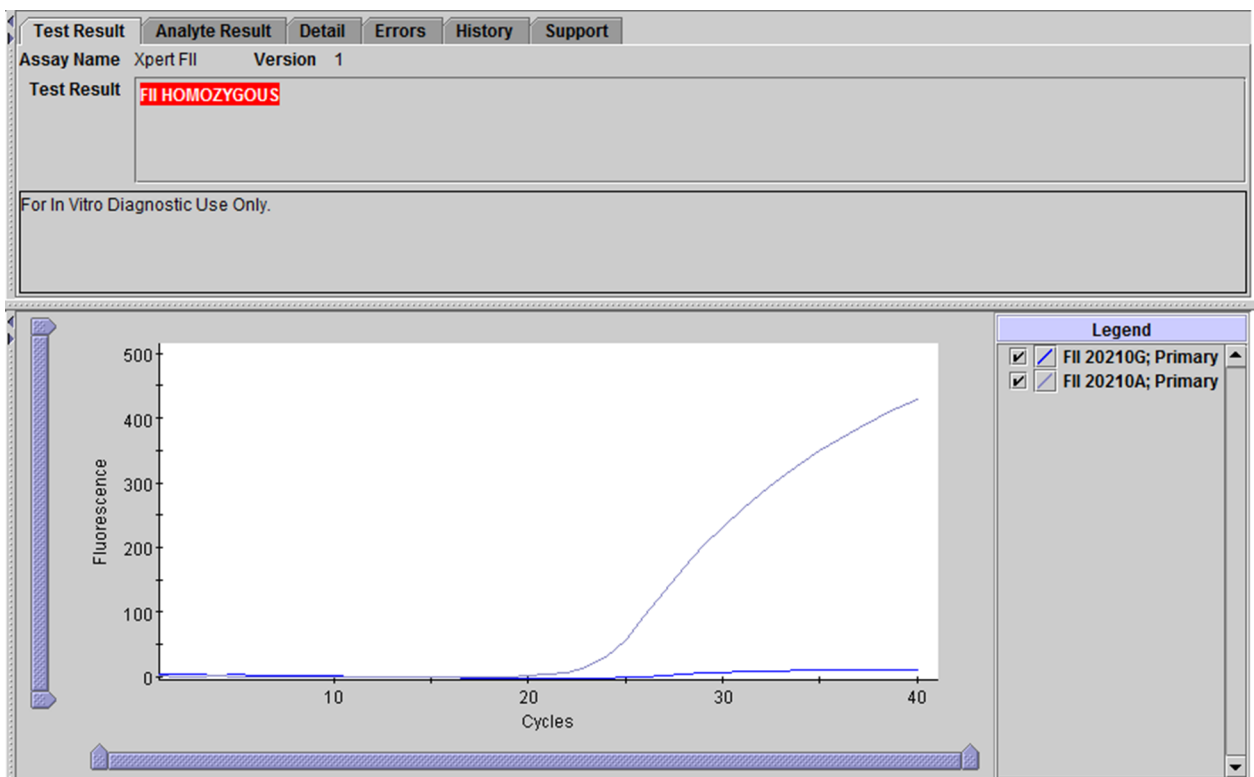 Test Result Analyte Result Detail Errors History Support
Assay Name Xpert FII Version 1
Test Result FII HOMOZYGOUS
For In Vitro Diagnostic Use Only.
Legend
FII 20210G; Primary
FII 20210A; Primary
500
400
300
200
100
0
Fluorescence
10 20 30 40
Cycles